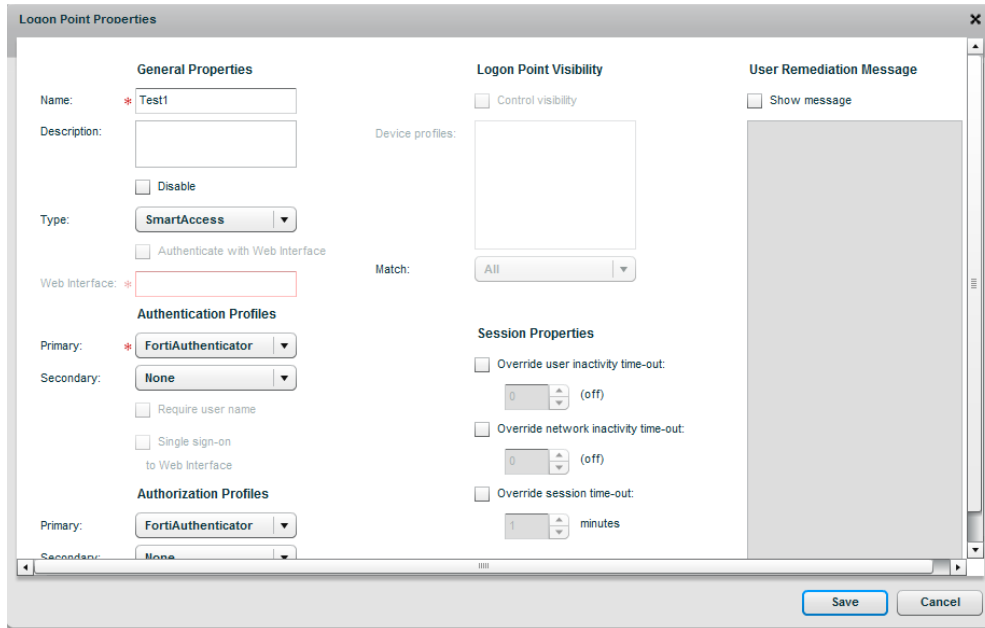 Logon Point Properties
General Properties
Name: * Test1
Description:
Disable
Type: SmartAccess
Authenticate with Web Interface
Web Interface: *
Authentication Profiles
Primary: * FortiAuthenticator
Secondary: None
Require user name
Single sign-on
to Web Interface
Authorization Profiles
Primary: FortiAuthenticator
Secondary: None
Logon Point Visibility
Control visibility
Device profiles:
Match: All
Session Properties
Override user inactivity time-out:
0 (off)
Override network inactivity time-out:
0 (off)
Override session time-out:
1 minutes
User Remediation Message
Show message
Save Cancel